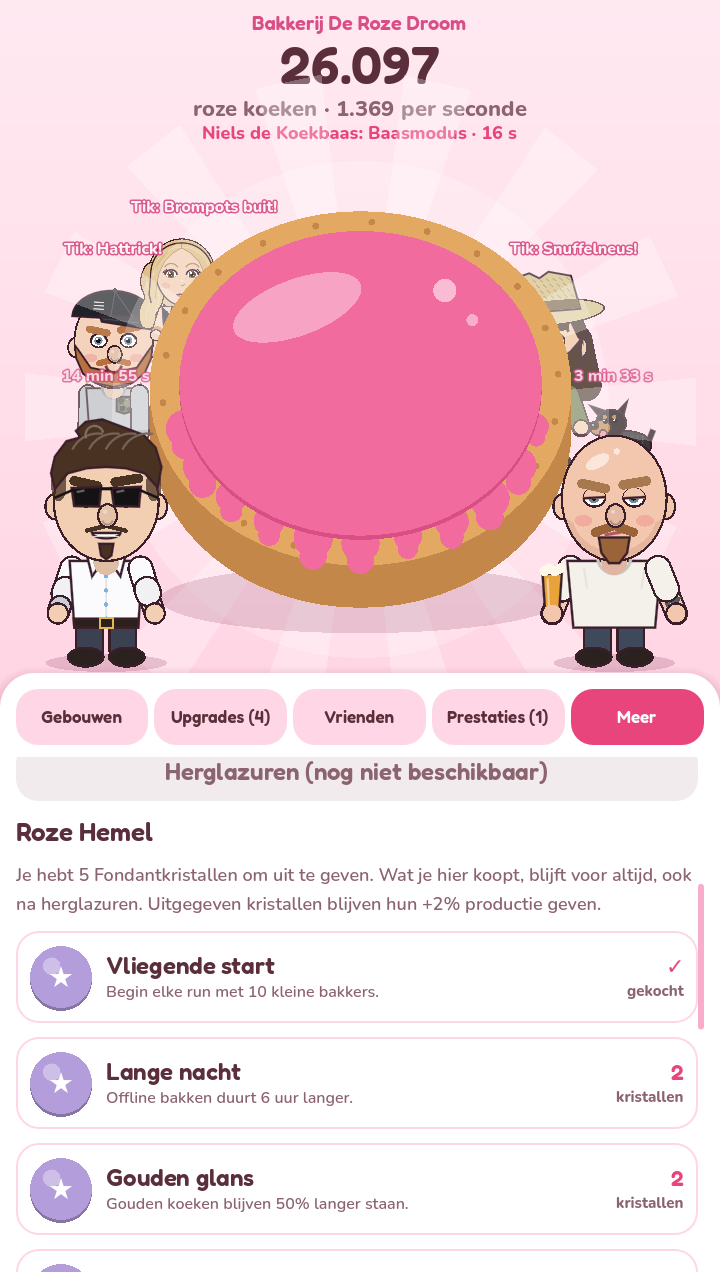 Bakkerij De Roze Droom
26.097
roze koeken · 1.369 per seconde
Niels de Koekbaas: Baasmodus · 16 s
Tik: Brompots buit!
Tik: Hattrick!
Tik: Snuffelneus!
14 min 55 s
3 min 33 s
Gebouwen
Upgrades (4)
Vrienden
Prestaties (1)
Meer
Herglazuren (nog niet beschikbaar)
Roze Hemel
Je hebt 5 Fondantkristallen om uit te geven. Wat je hier koopt, blijft voor altijd, ook
na herglazuren. Uitgegeven kristallen blijven hun +2% productie geven.
Vliegende start
Begin elke run met 10 kleine bakkers.
✓
gekocht
Lange nacht
Offline bakken duurt 6 uur langer.
2
kristallen
Gouden glans
Gouden koeken blijven 50% langer staan.
2
kristallen